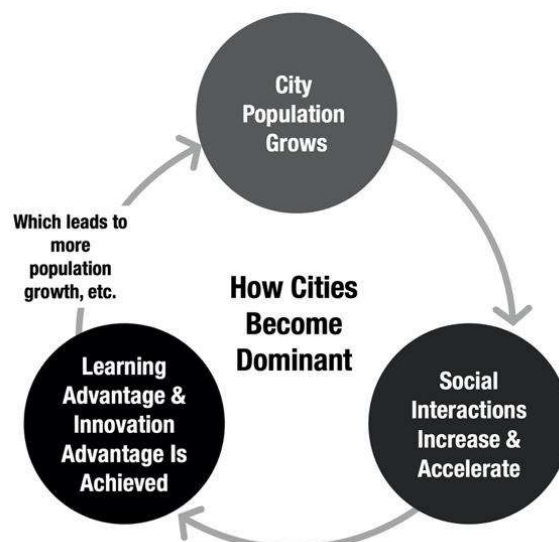 City
Population
Grows
Which leads to
more
population
growth, etc.
How Cities
Become
Dominant
Learning
Advantage &
Innovation
Advantage Is
Achieved
Social
Interactions
Increase &
Accelerate